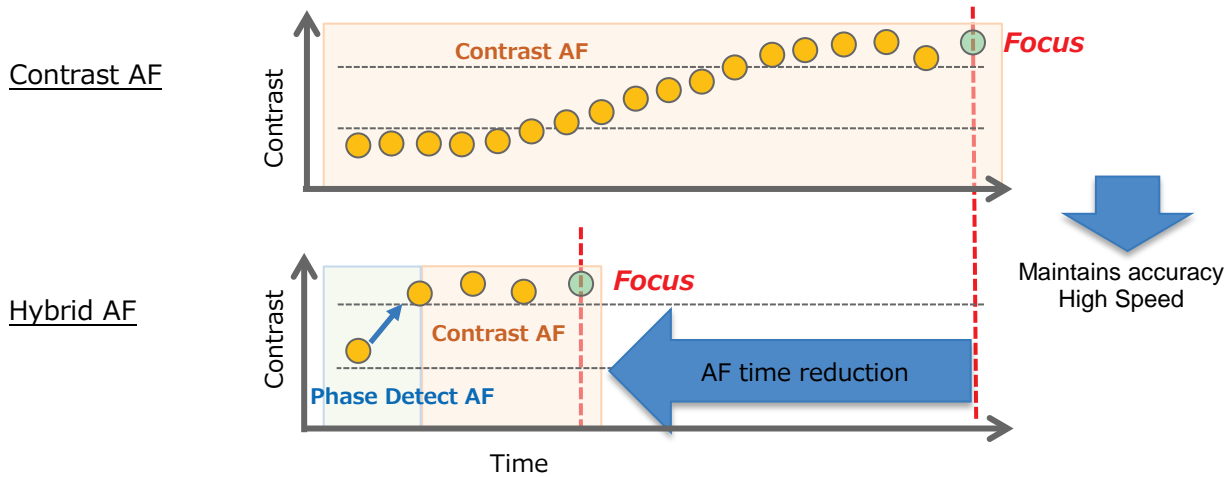 Contrast AF
Contrast
Contrast AF
Focus
Maintains accuracy
High Speed
Hybrid AF
Contrast
Focus
Contrast AF
Phase Detect AF
AF time reduction
Time